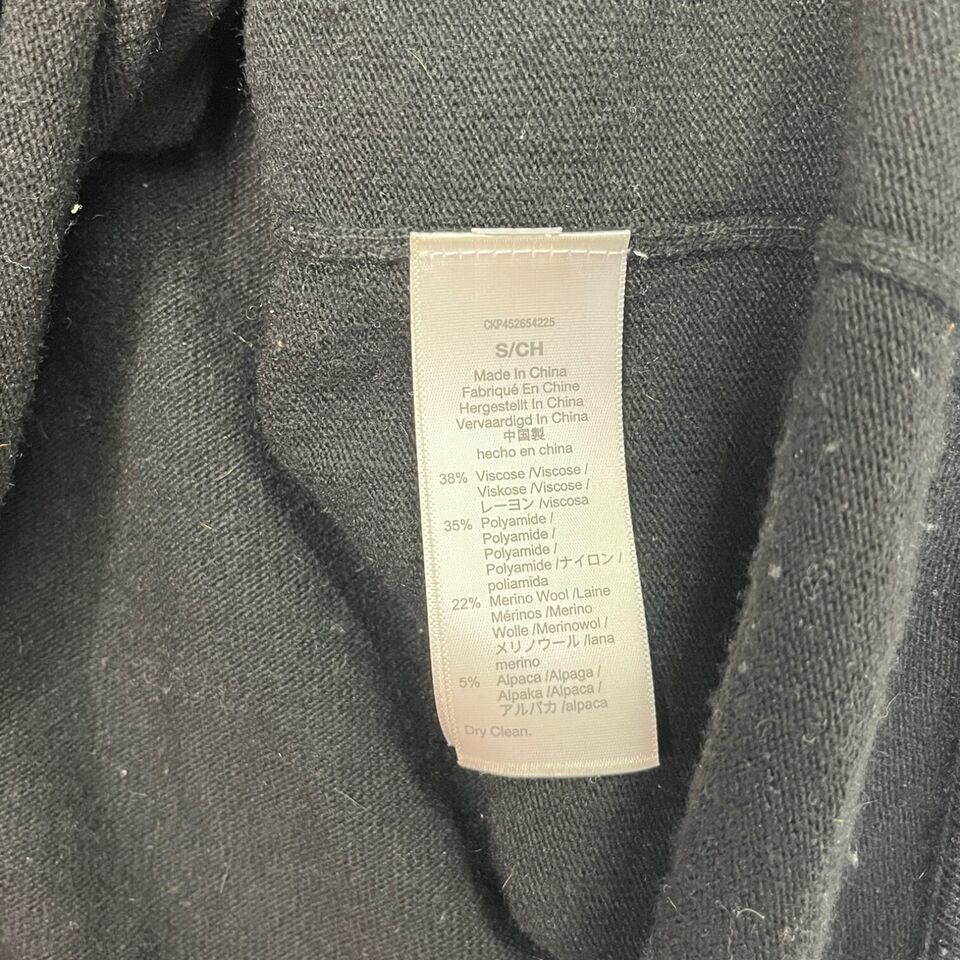 CKP452654225
S/CH
Made In China
Fabriqué En Chine
Hergestellt In China
Vervaardigd In China
中国製
hecho en china
38% Viscose /Viscose /
Viskose /Viscose /
レーヨン /viscosa
35% Polyamide /
Polyamide /
Polyamide /
Polyamide /ナイロン /
poliamida
22% Merino Wool /Laine
Mérinos /Merino
Wolle /Merinowol /
メリノウール /lana
merino
5% Alpaca /Alpaga /
Alpaka /Alpaca /
アルパカ /alpaca
Dry Clean.